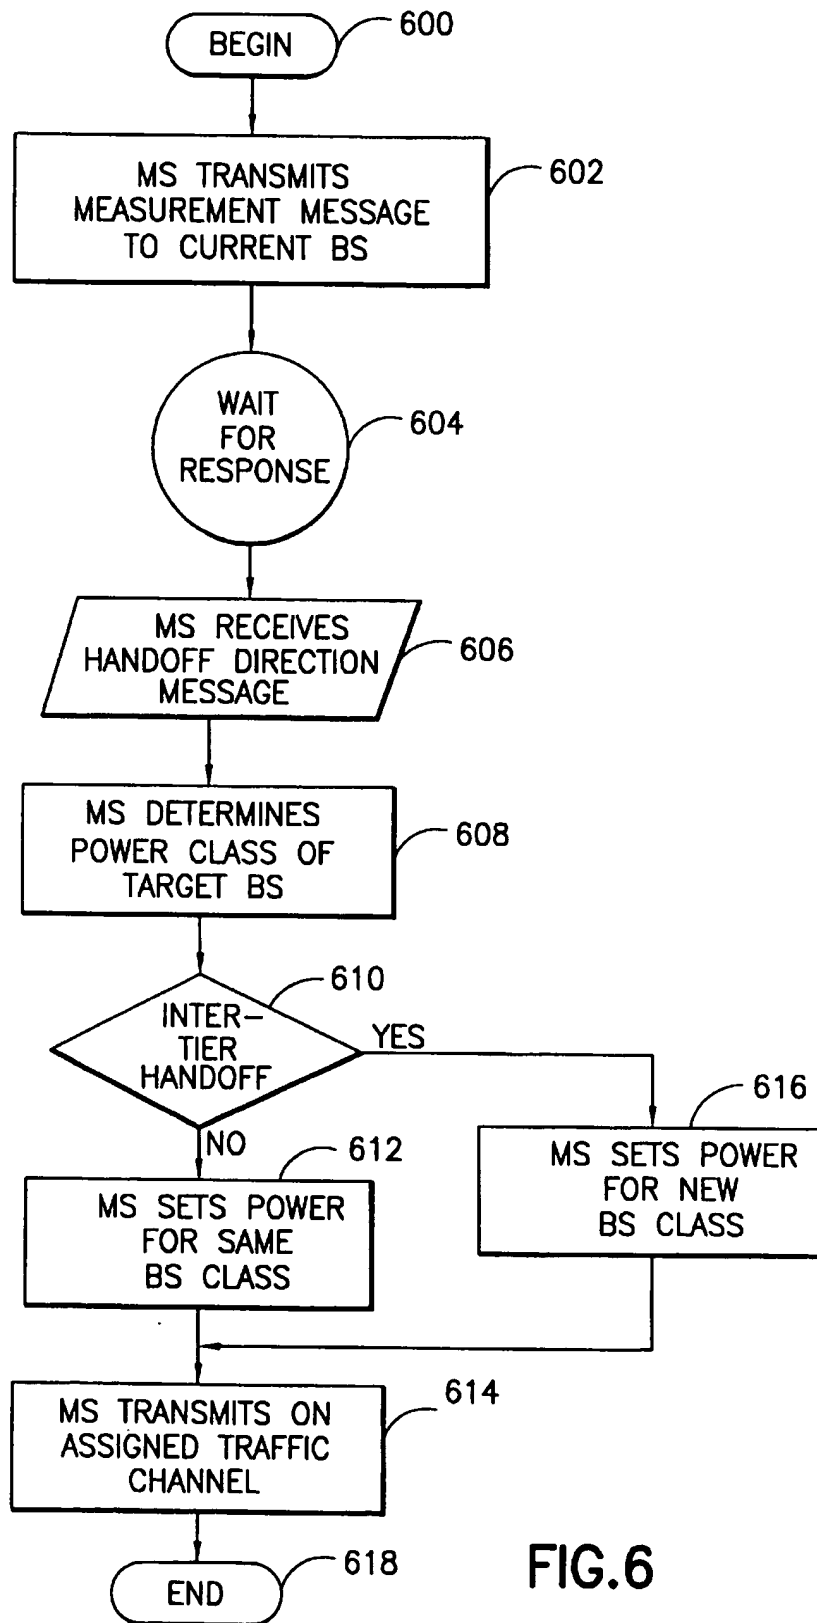 BEGIN
600
MS TRANSMITS
MEASUREMENT MESSAGE
TO CURRENT BS
602
WAIT
FOR
RESPONSE
604
MS RECEIVES
HANDOFF DIRECTION
MESSAGE
606
MS DETERMINES
POWER CLASS OF
TARGET BS
608
610
INTER-
TIER
HANDOFF
YES
NO
612
MS SETS POWER
FOR SAME
BS CLASS
616
MS SETS POWER
FOR NEW
BS CLASS
614
MS TRANSMITS ON
ASSIGNED TRAFFIC
CHANNEL
END
618
FIG.6